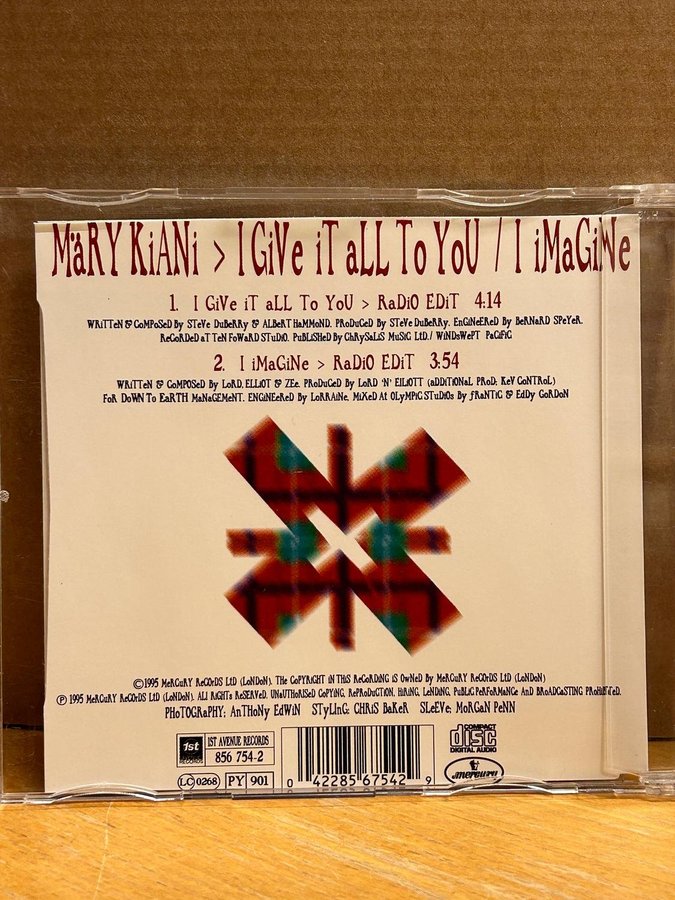 MäRY KiANi > I GiVe iT aLL To YoU / I iMaGiNe
1. I GiVe iT aLL To YoU > RaDiO EDiT 4.14
WRiTTeN & CoMPoSeD By STeVe DuBeRRy & ALBeRT HaMMoND. PRoDuCeD By STeVe DuBeRRy. EnGiNeeReD By BeRNaRD SPeYeR.
ReCoRDeD aT TeN FoWaRD STuDiO. PuBLiSHeD By CHRySaLiS MuSiC LTD./ WiNDsWePT PaCiFiC
2. I iMaGiNe > RaDiO EDiT 3:54
WRiTTeN & CoMPoSeD By LoRD, ELLioT & ZEe. PRoDuCeD By LoRD 'N' ElLiOTT (aDDiTiONaL PRoD: KeV CoNTRoL)
FoR DoWN To EaRTH MaNaGeMeNT. ENGiNeeReD By LoRRaiNe. MiXeD At OLyMPiC STuDiOs By FRaNTiC & EdDy GoRDoN
©1995 MeRCuRy ReCoRDS LtD (LoNDoN). THe CoPyRiGHT iN THiS ReCoRDiNG iS OwNeD By MeRCuRy ReCoRDS LTD (LoNDoN)
℗ 1995 MeRCuRy ReCoRDS LTD (LoNDoN). ALl RiGHTs ReSeRVeD. UNauTHoRiSeD CoPyiNG, RePRoDuCTioN, HiRiNG, LeNDiNG, PuBLiC PeRFoRMaNCe AnD BRoaDCaSTiNG PRoHiBiTeD.
PHoToGRaPHy: AnTHoNy EDwiN STyLiNG: CHRiS BaKeR SLeeVe: MoRGaN PeNN
1st RECORDS
1ST AVENUE RECORDS
856 754-2
LC 0268 PY 901
0 42285 67542 9
COMPACT disc DIGITAL AUDIO
mercury